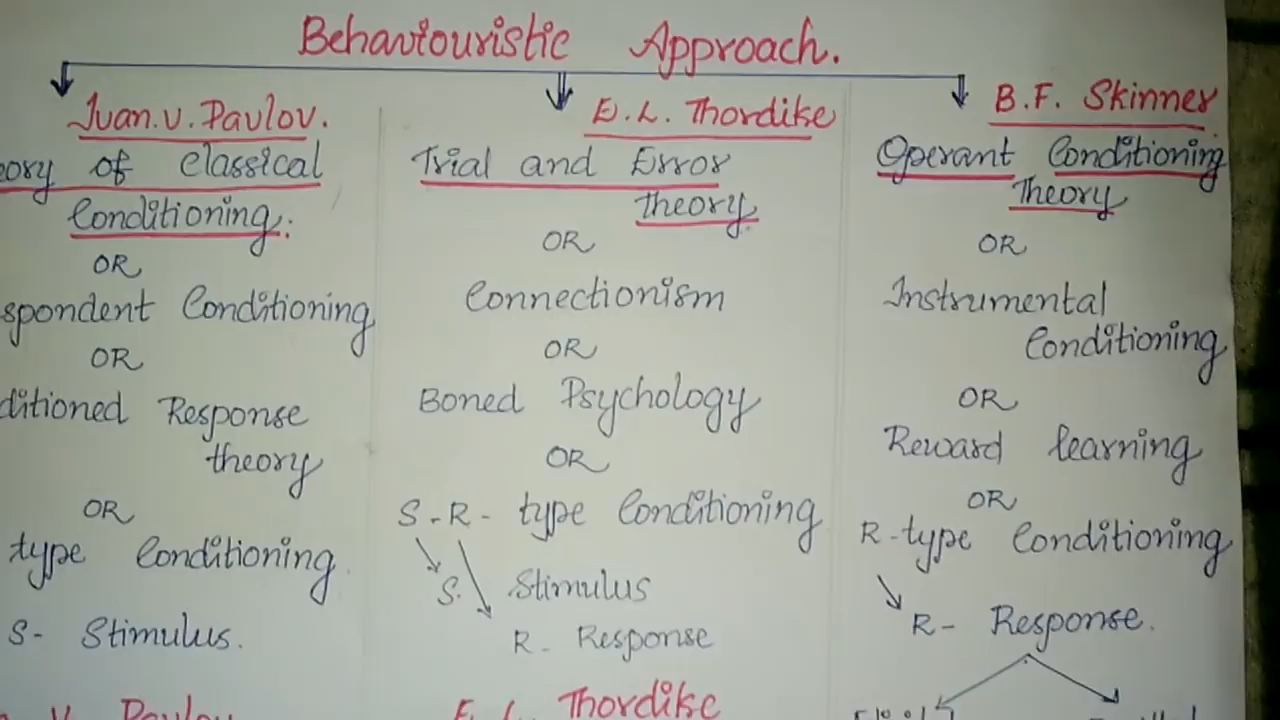 Behaviouristic Approach.
Ivan.v.Pavlov.
ory of classical
Conditioning.
OR
spondent Conditioning
OR
ditioned Response
theory
OR
type Conditioning
S- Stimulus.
V. Pavlov
E.L. Thordike
Trial and Error
theory.
OR
Connectionism
OR
Boned Psychology
OR
S-R- type Conditioning
S. Stimulus
R- Response
E. L. Thordike
B.F. Skinner
Operant Conditioning
Theory
OR
Instrumental
Conditioning
OR
Reward learning
OR
R-type Conditioning
R- Response.